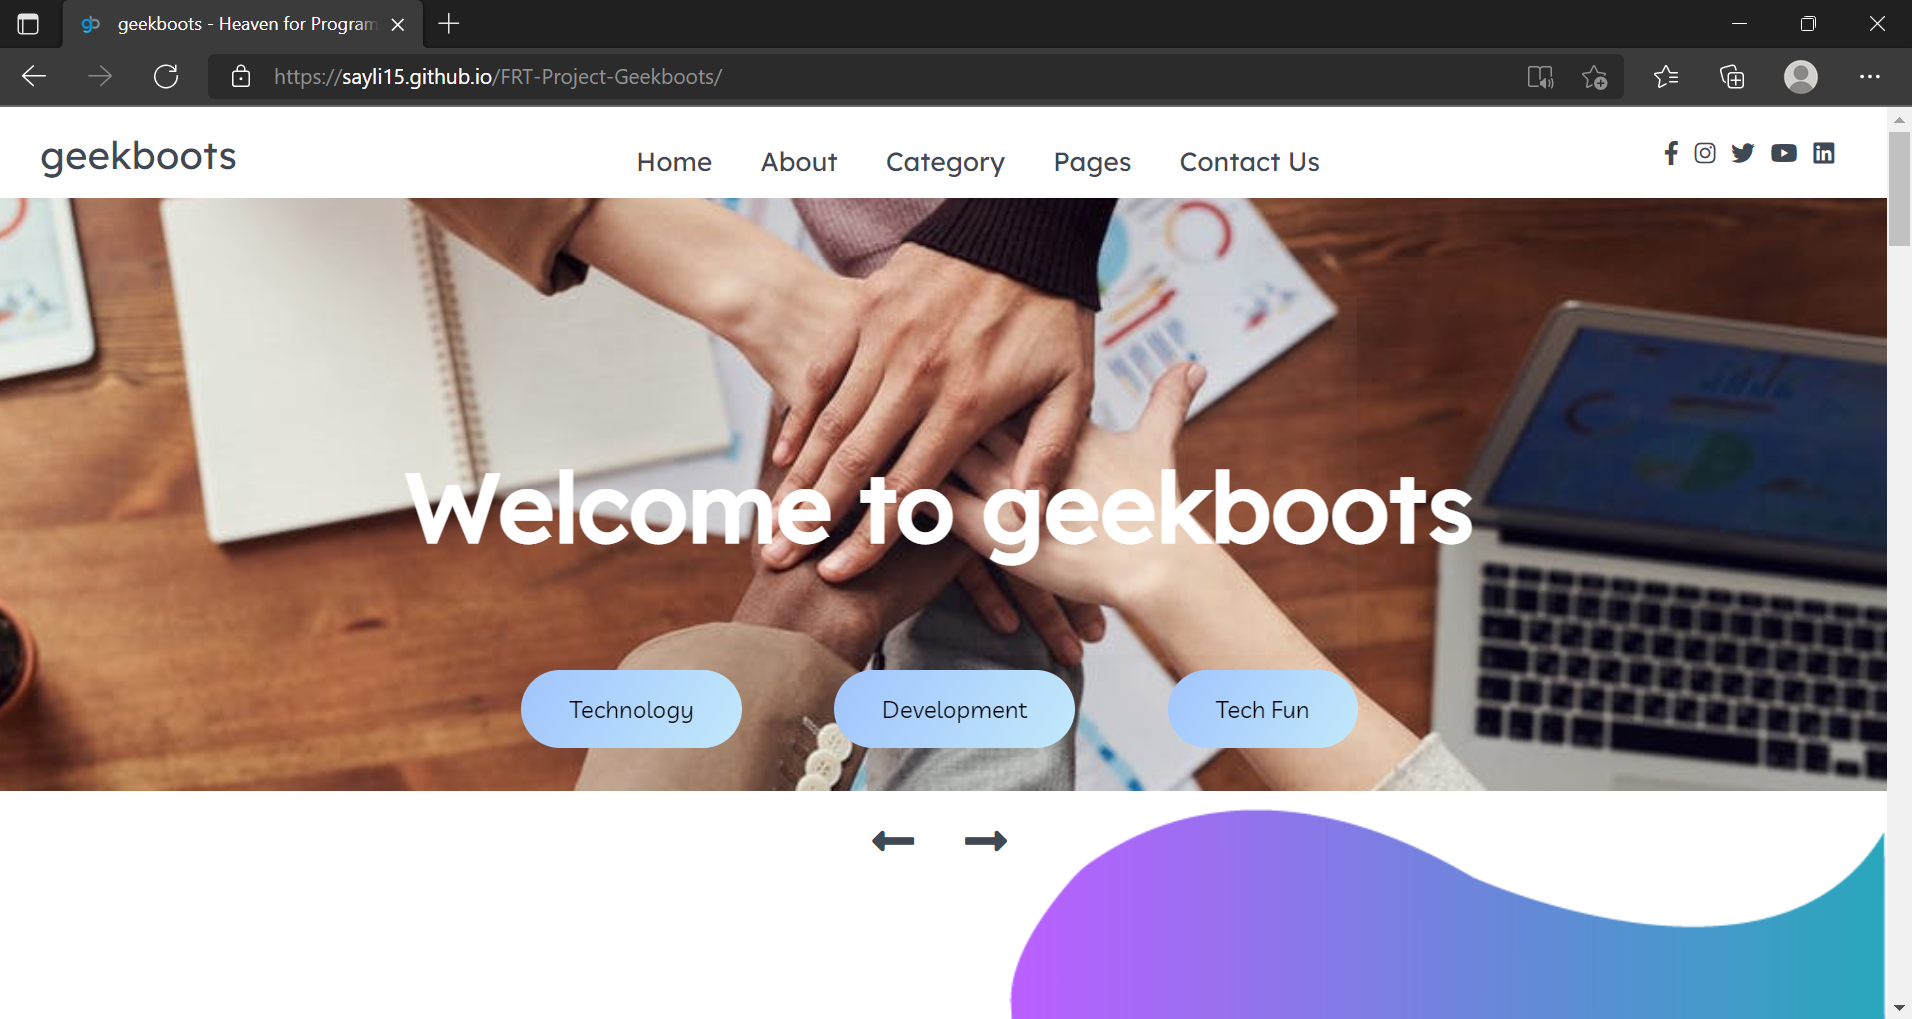 geekboots - Heaven for Program
https://sayli15.github.io/FRT-Project-Geekboots/
geekboots Home About Category Pages Contact Us
Welcome to geekboots
Technology Development Tech Fun